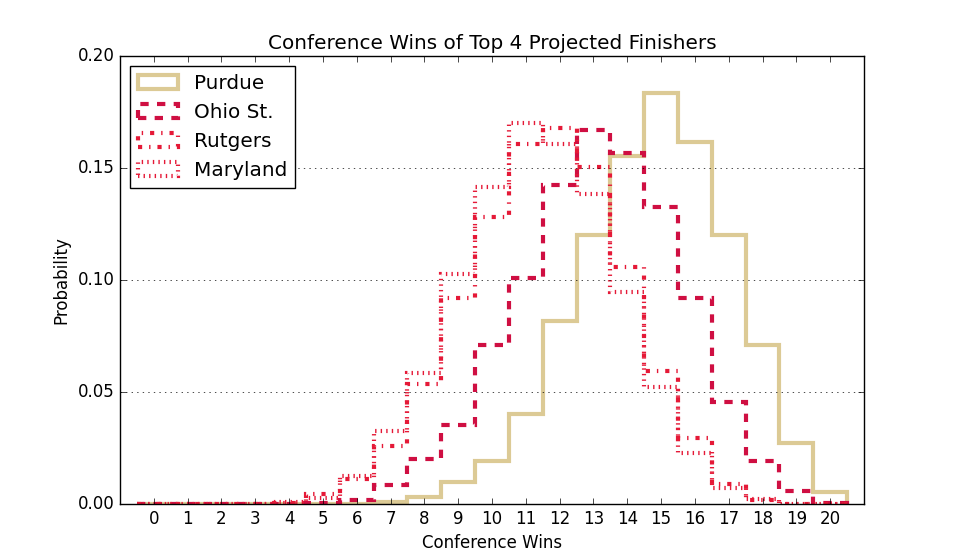 Conference Wins of Top 4 Projected Finishers
0.20
0.15
0.10
0.05
0.00
Probability
Purdue
Ohio St.
Rutgers
Maryland
0 1 2 3 4 5 6 7 8 9 10 11 12 13 14 15 16 17 18 19 20
Conference Wins